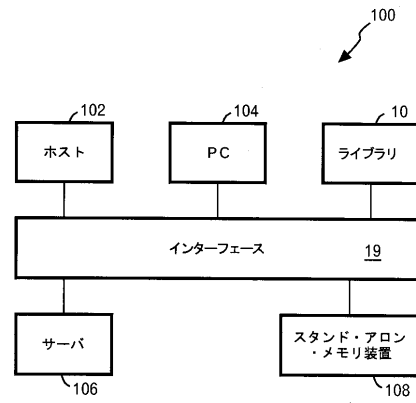 100
102
104
10
ホスト
PC
ライブラリ
インターフェース
19
サーバ
スタンド・アロン
・メモリ装置
106
108